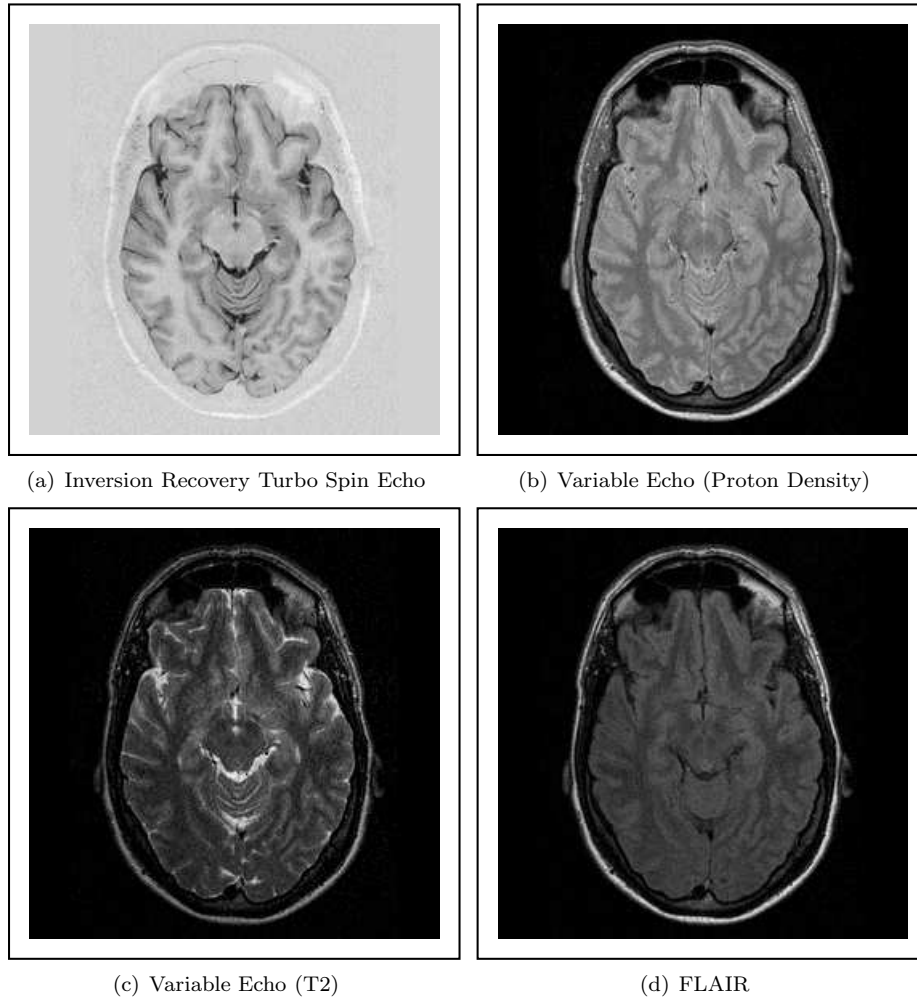 (a) Inversion Recovery Turbo Spin Echo
(b) Variable Echo (Proton Density)
(c) Variable Echo (T2)
(d) FLAIR